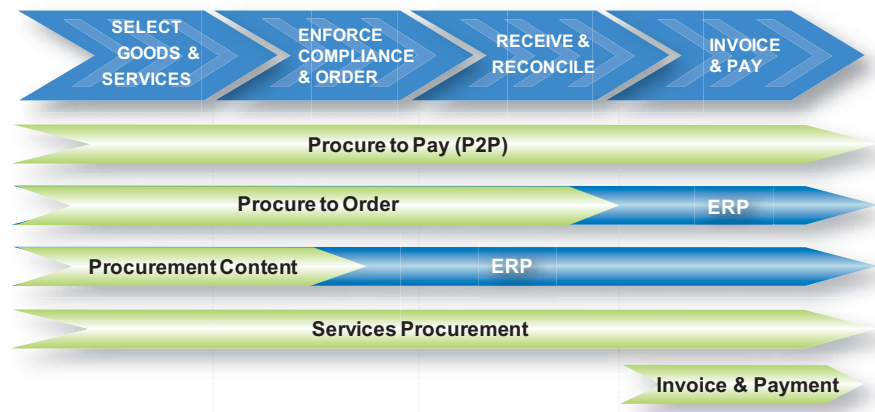 SELECT
GOODS &
SERVICES
ENFORCE
COMPLIANCE
& ORDER
RECEIVE &
RECONCILE
INVOICE
& PAY
Procure to Pay (P2P)
Procure to Order
ERP
Procurement Content
ERP
Services Procurement
Invoice & Payment